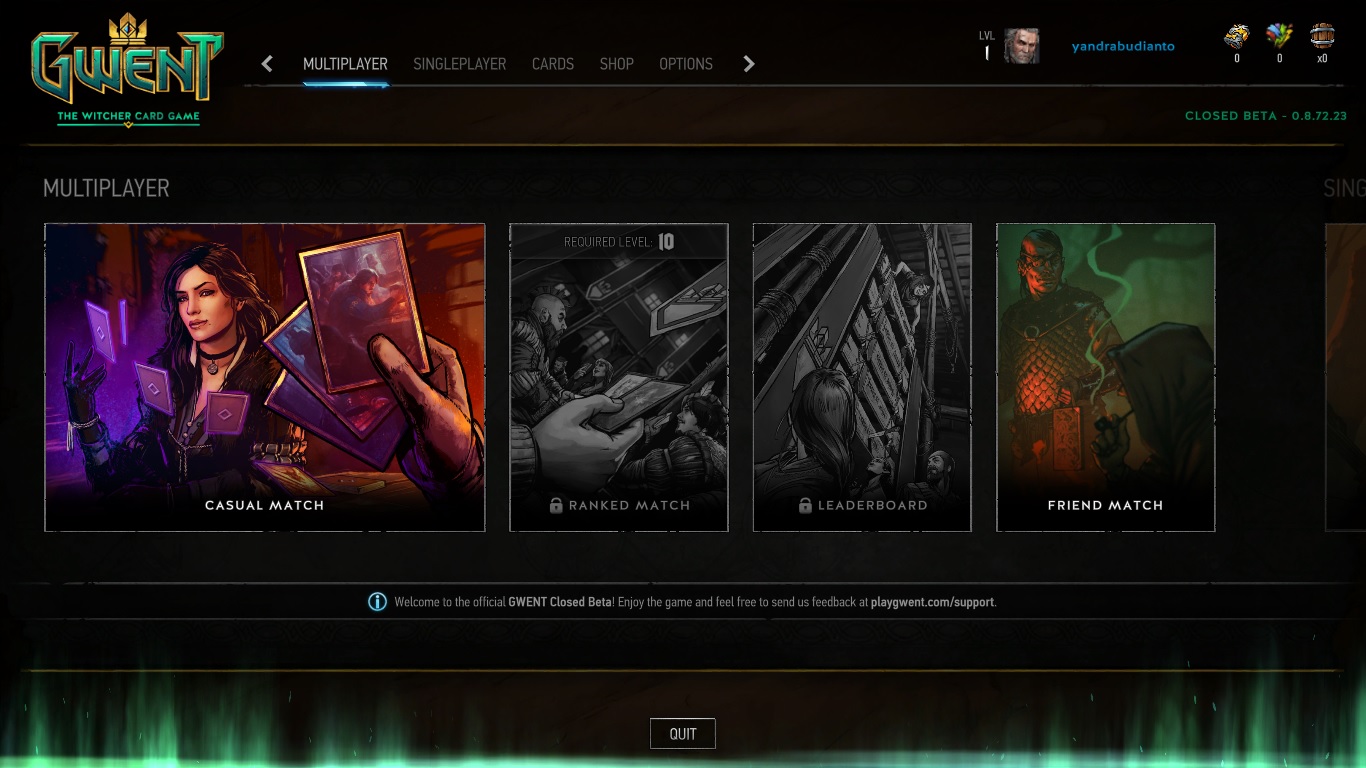 GWENT
THE WITCHER CARD GAME
MULTIPLAYER
SINGLEPLAYER
CARDS
SHOP
OPTIONS
LVL
1
yandrabudianto
0
0
x0
CLOSED BETA - 0.8.72.23
MULTIPLAYER
SING
REQUIRED LEVEL: 10
CASUAL MATCH
RANKED MATCH
LEADERBOARD
FRIEND MATCH
Welcome to the official GWENT Closed Beta! Enjoy the game and feel free to send us feedback at playgwent.com/support.
QUIT